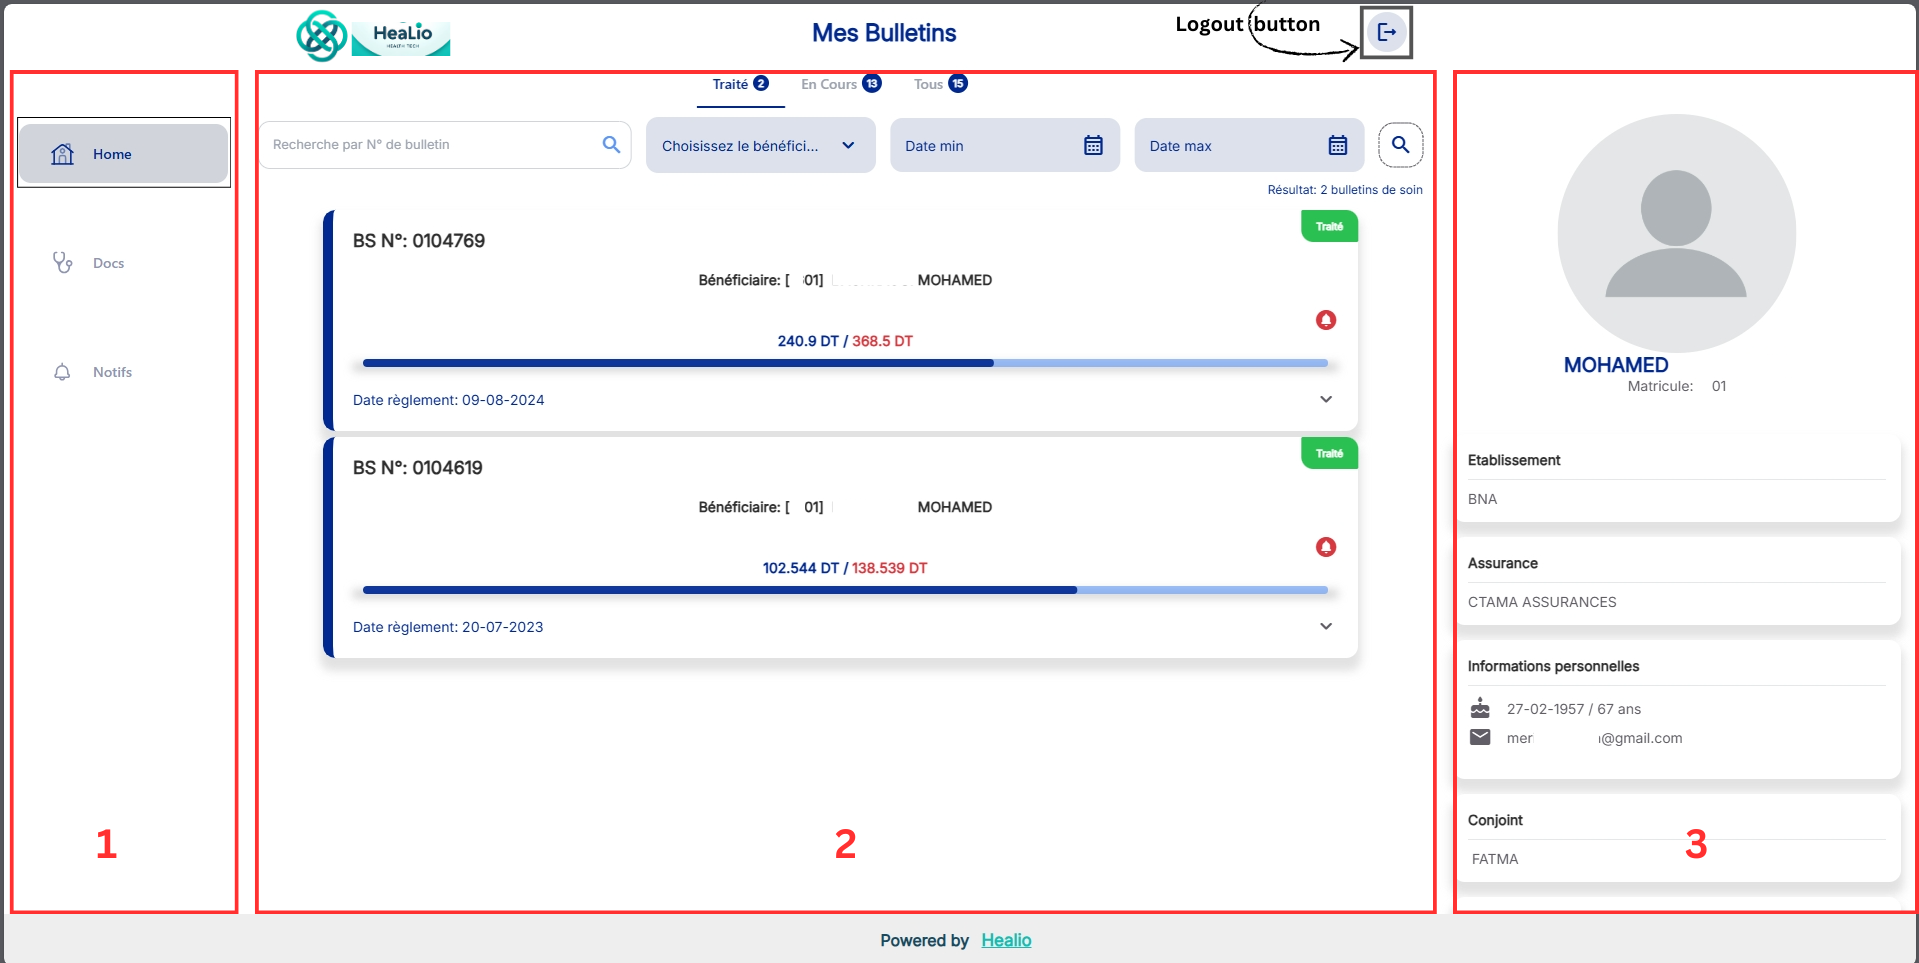 HeaLio
HEALTH TECH
Mes Bulletins
Logout button
Traité 2
En Cours 13
Tous 15
Recherche par N° de bulletin
Choisissez le bénéfici...
Date min
Date max
Résultat: 2 bulletins de soin
Home
Docs
Notifs
BS N°: 0104769
Traité
Bénéficiaire: [ 01] MOHAMED
240.9 DT / 368.5 DT
Date règlement: 09-08-2024
BS N°: 0104619
Traité
Bénéficiaire: [ 01] MOHAMED
102.544 DT / 138.539 DT
Date règlement: 20-07-2023
MOHAMED
Matricule: 01
Etablissement
BNA
Assurance
CTAMA ASSURANCES
Informations personnelles
27-02-1957 / 67 ans
mer @gmail.com
Conjoint
FATMA
1
2
3
Powered by Healio